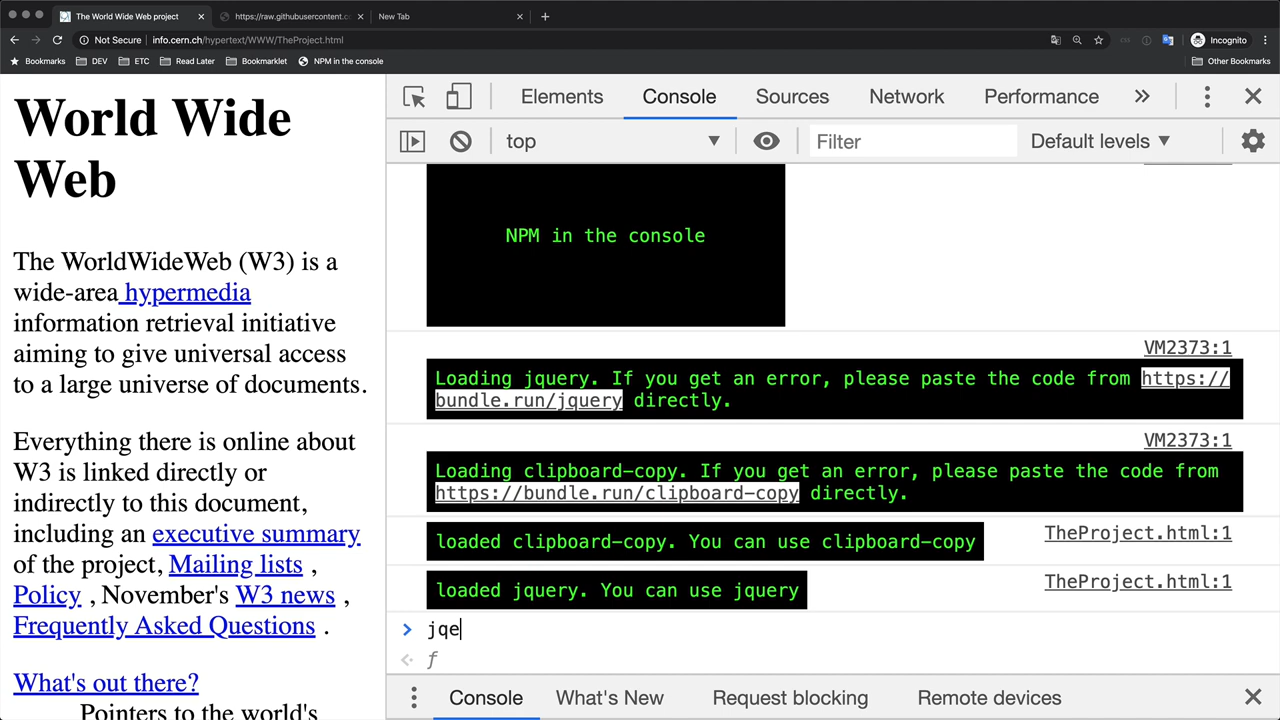 The World Wide Web project
https://raw.githubusercontent.c
New Tab
Not Secure | info.cern.ch/hypertext/WWW/TheProject.html
Incognito
Bookmarks DEV ETC Read Later Bookmarklet NPM in the console Other Bookmarks
World Wide
Web
The WorldWideWeb (W3) is a
wide-area hypermedia
information retrieval initiative
aiming to give universal access
to a large universe of documents.
Everything there is online about
W3 is linked directly or
indirectly to this document,
including an executive summary
of the project, Mailing lists ,
Policy , November's W3 news ,
Frequently Asked Questions .
What's out there?
Pointers to the world's
Elements Console Sources Network Performance »
top Filter Default levels
NPM in the console
VM2373:1
Loading jquery. If you get an error, please paste the code from https://
bundle.run/jquery directly.
VM2373:1
Loading clipboard-copy. If you get an error, please paste the code from
https://bundle.run/clipboard-copy directly.
loaded clipboard-copy. You can use clipboard-copy TheProject.html:1
loaded jquery. You can use jquery TheProject.html:1
> jqe
f
Console What's New Request blocking Remote devices